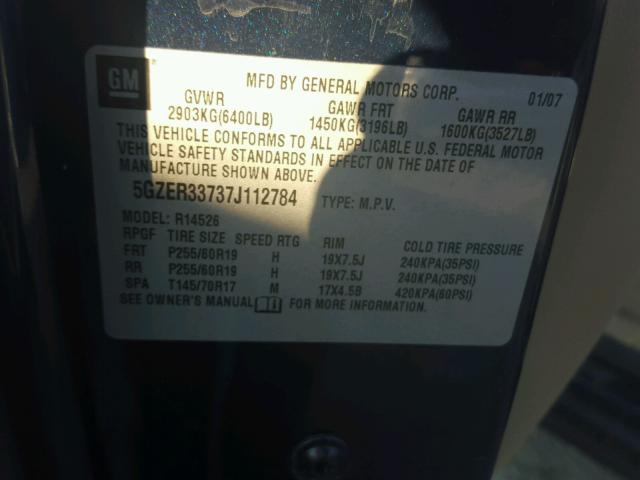 GM
MFD BY GENERAL MOTORS CORP. 01/07
GVWR GAWR FRT GAWR RR
2903KG(6400LB) 1450KG(3196LB) 1600KG(3527LB)
THIS VEHICLE CONFORMS TO ALL APPLICABLE U.S. FEDERAL MOTOR
VEHICLE SAFETY STANDARDS IN EFFECT ON THE DATE OF
MANUFACTURE SHOWN ABOVE.
5GZER33737J112784 TYPE: M.P.V.
MODEL: R14526
RPGF TIRE SIZE SPEED RTG RIM COLD TIRE PRESSURE
FRT P255/60R19 H 19X7.5J 240KPA(35PSI)
RR P255/60R19 H 19X7.5J 240KPA(35PSI)
SPA T145/70R17 M 17X4.5B 420KPA(60PSI)
SEE OWNER'S MANUAL FOR MORE INFORMATION.